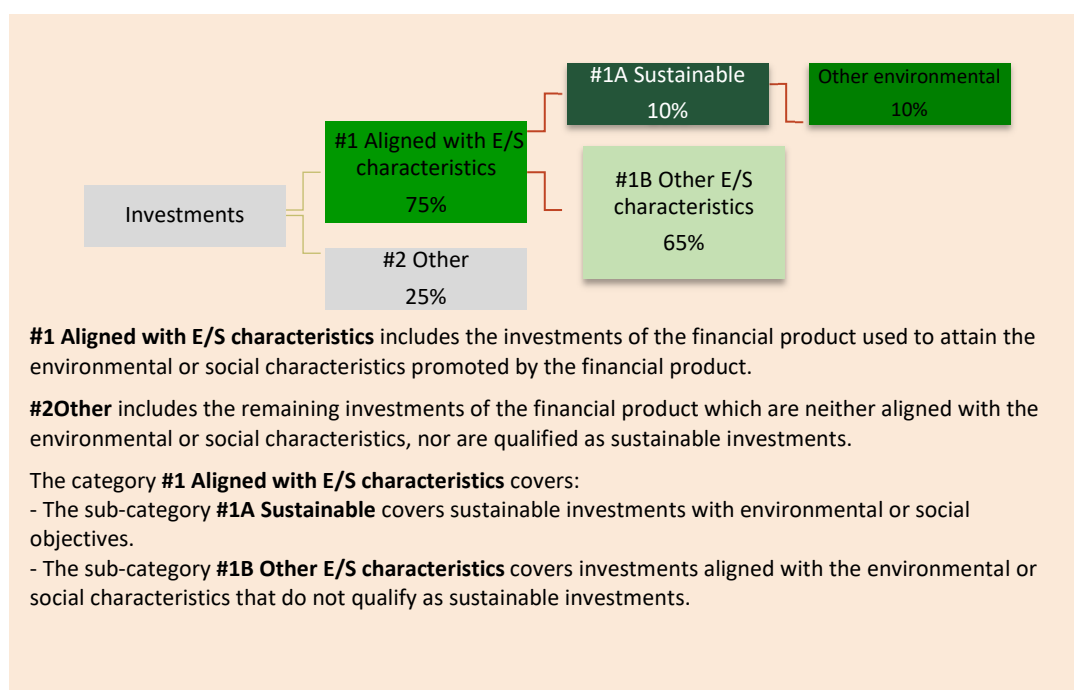 #1A Sustainable
10%
Other environmental
10%
#1 Aligned with E/S
characteristics
75%
#1B Other E/S
characteristics
65%
Investments
#2 Other
25%
#1 Aligned with E/S characteristics includes the investments of the financial product used to attain the
environmental or social characteristics promoted by the financial product.
#2Other includes the remaining investments of the financial product which are neither aligned with the
environmental or social characteristics, nor are qualified as sustainable investments.
The category #1 Aligned with E/S characteristics covers:
- The sub-category #1A Sustainable covers sustainable investments with environmental or social
objectives.
- The sub-category #1B Other E/S characteristics covers investments aligned with the environmental or
social characteristics that do not qualify as sustainable investments.